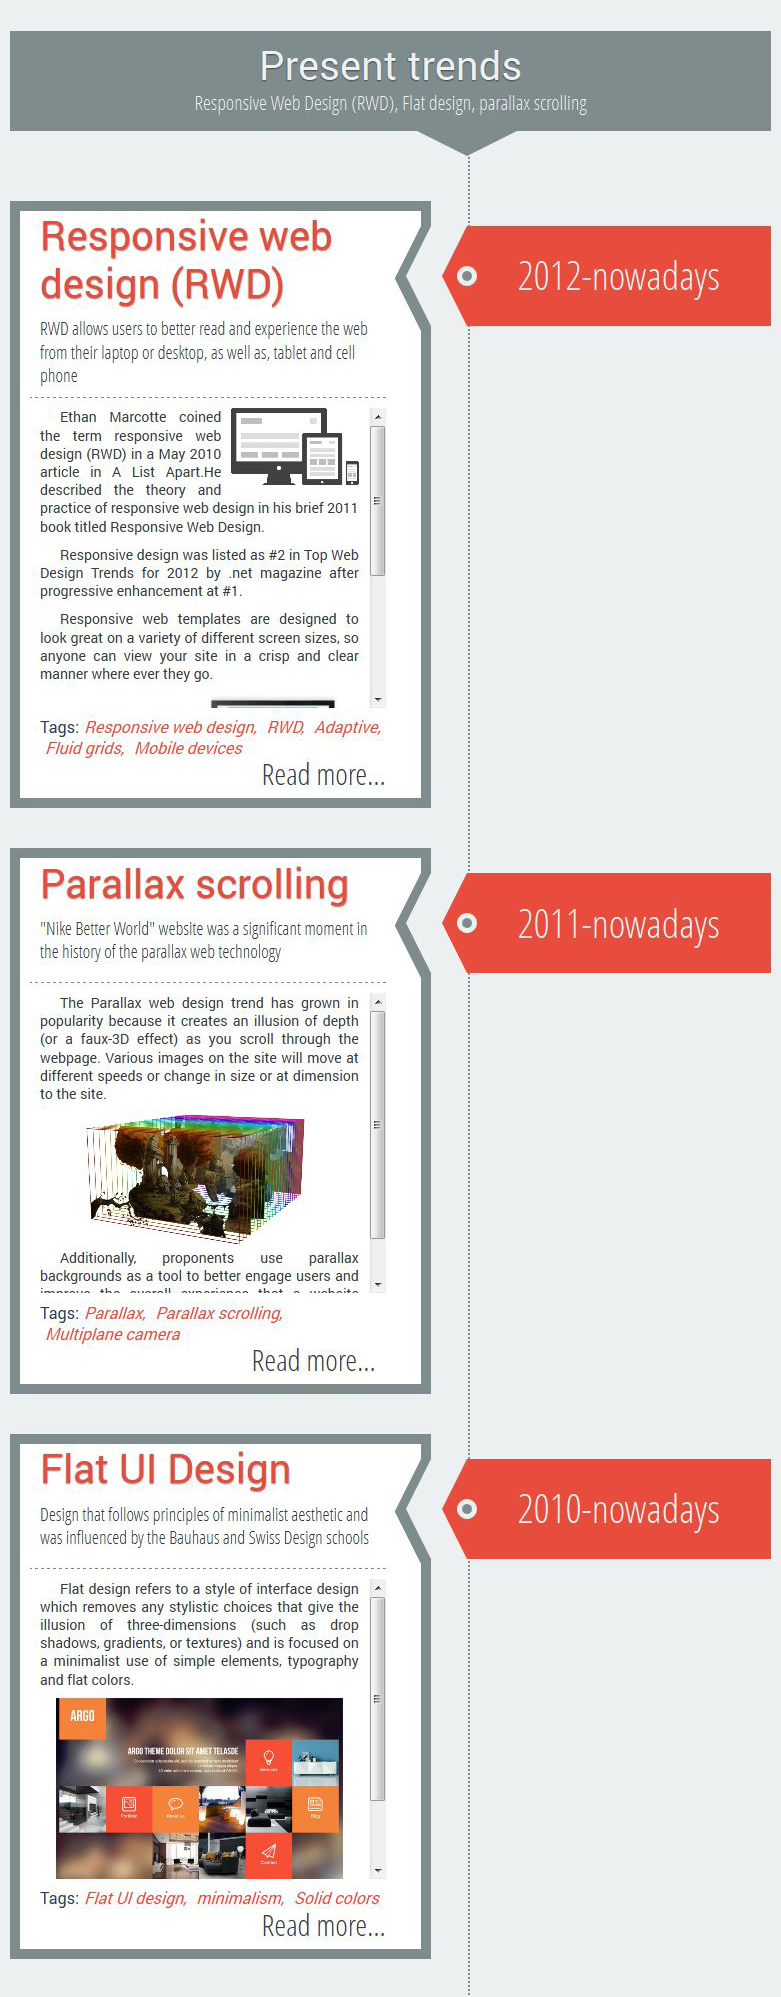 Present trends
Responsive Web Design (RWD), Flat design, parallax scrolling
Responsive web
design (RWD)
2012-nowadays
RWD allows users to better read and experience the web
from their laptop or desktop, as well as, tablet and cell
phone
Ethan Marcotte coined
the term responsive web
design (RWD) in a May 2010
article in A List Apart.He
described the theory and
practice of responsive web design in his brief 2011
book titled Responsive Web Design.
Responsive design was listed as #2 in Top Web
Design Trends for 2012 by .net magazine after
progressive enhancement at #1.
Responsive web templates are designed to
look great on a variety of different screen sizes, so
anyone can view your site in a crisp and clear
manner where ever they go.
Tags: Responsive web design, RWD, Adaptive,
Fluid grids, Mobile devices
Read more...
Parallax scrolling
2011-nowadays
"Nike Better World" website was a significant moment in
the history of the parallax web technology
The Parallax web design trend has grown in
popularity because it creates an illusion of depth
(or a faux-3D effect) as you scroll through the
webpage. Various images on the site will move at
different speeds or change in size or at dimension
to the site.
Additionally, proponents use parallax
backgrounds as a tool to better engage users and
improve the overall experience that a website
Tags: Parallax, Parallax scrolling,
Multiplane camera
Read more...
Flat UI Design
2010-nowadays
Design that follows principles of minimalist aesthetic and
was influenced by the Bauhaus and Swiss Design schools
Flat design refers to a style of interface design
which removes any stylistic choices that give the
illusion of three-dimensions (such as drop
shadows, gradients, or textures) and is focused on
a minimalist use of simple elements, typography
and flat colors.
ARGO
ARGO THEME DOLOR SIT AMET TELASDE
Services
Portfolio
About us
Blog
Contact
Tags: Flat UI design, minimalism, Solid colors
Read more...